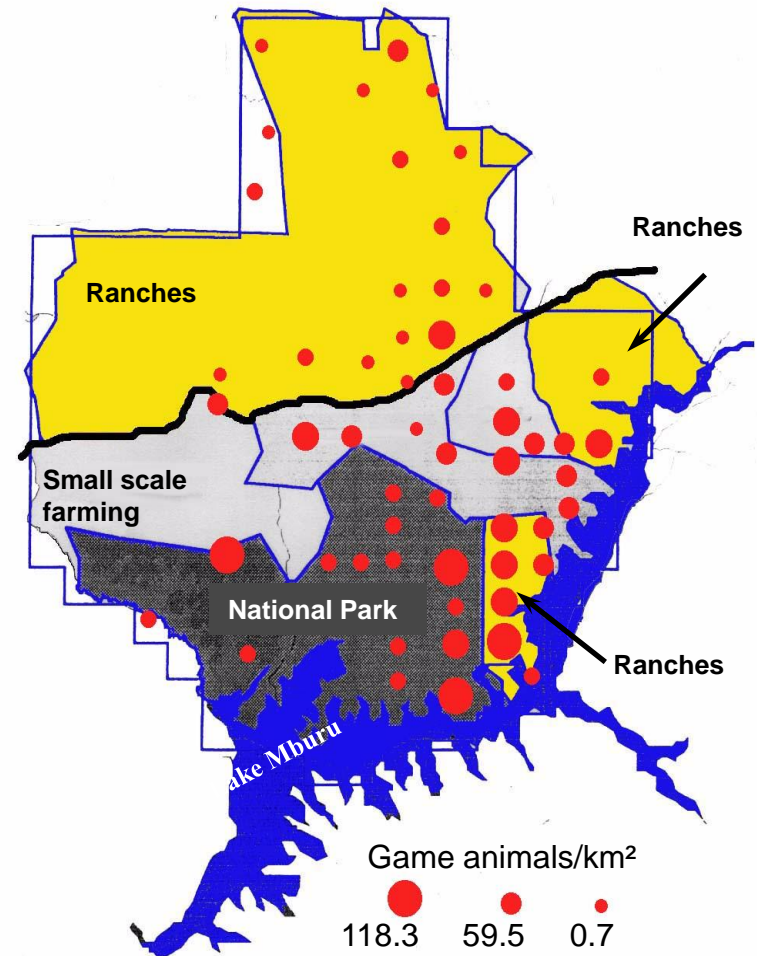 Ranches
Ranches
Small scale
farming
National Park
Ranches
ake Mburu
Game animals/km²
118.3 59.5 0.7